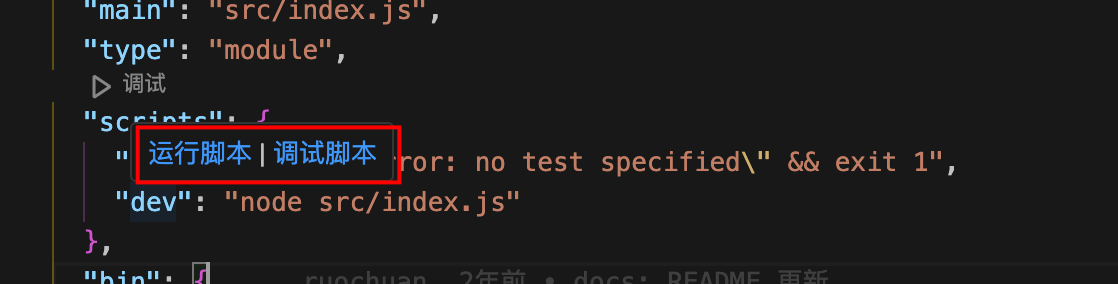 "main": "src/index.js",
"type": "module",
调试
"scripts": {
运行脚本 | 调试脚本
" rror: no test specified\" && exit 1",
"dev": "node src/index.js"
},
"bin": {
ruochuan, 2年前 • docs: README 更新